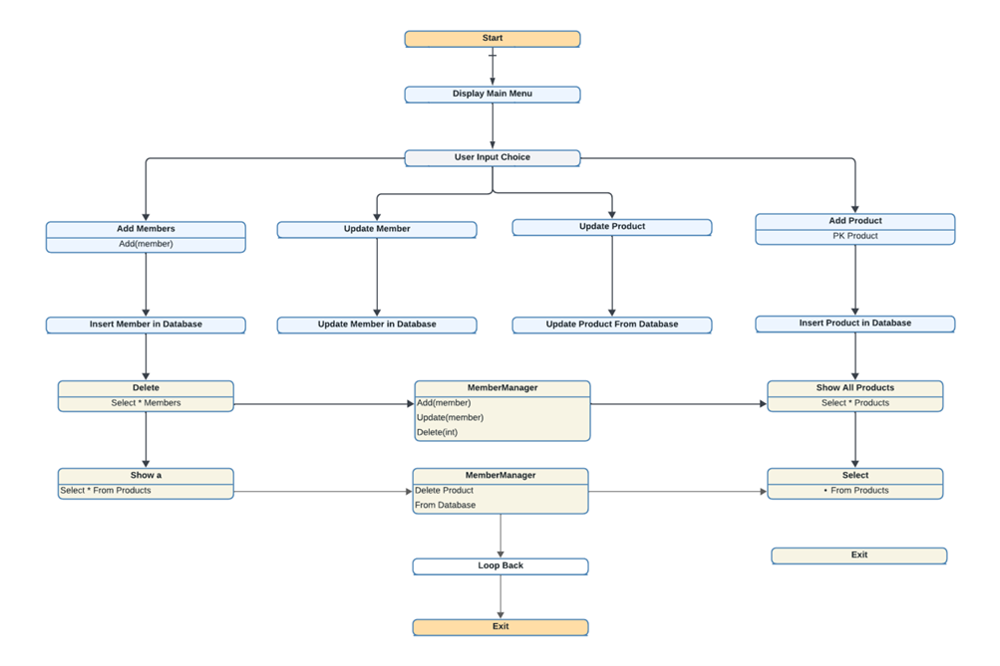 Start
Display Main Menu
User Input Choice
Add Members
Add(member)
Update Member
Update Product
Add Product
PK Product
Insert Member in Database
Update Member in Database
Update Product From Database
Insert Product in Database
Delete
Select * Members
MemberManager
Add(member)
Update(member)
Delete(int)
Show All Products
Select * Products
Show a
Select * From Products
MemberManager
Delete Product
From Database
Select
• From Products
Loop Back
Exit
Exit